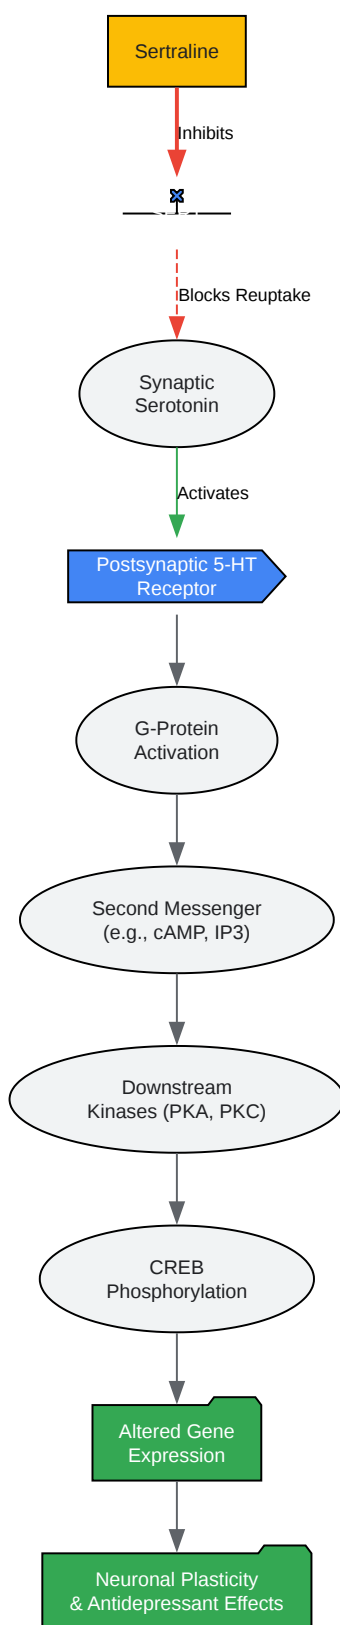 Sertraline
Inhibits
Blocks Reuptake
Synaptic
Serotonin
Activates
Postsynaptic 5-HT
Receptor
G-Protein
Activation
Second Messenger
(e.g., cAMP, IP3)
Downstream
Kinases (PKA, PKC)
CREB
Phosphorylation
Altered Gene
Expression
Neuronal Plasticity
& Antidepressant Effects